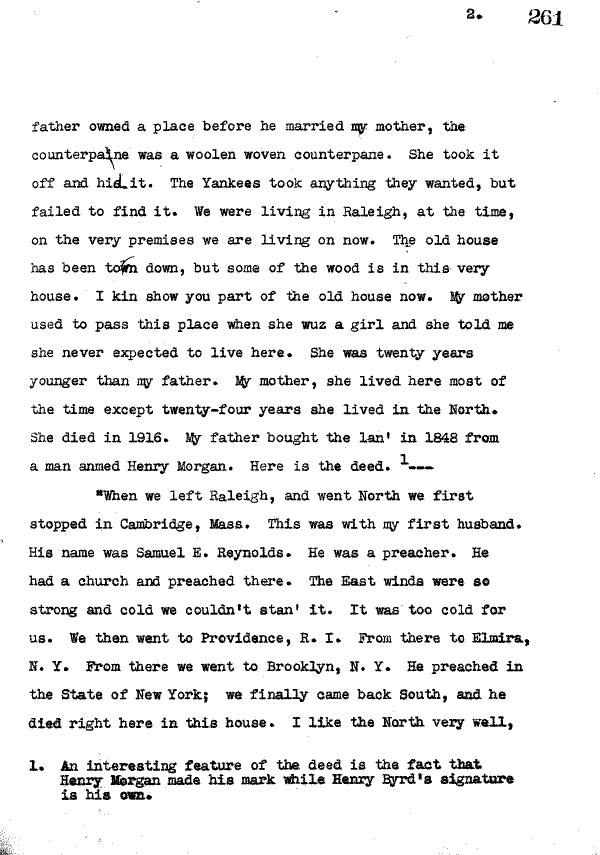 2. 261
father owned a place before he married my mother, the
counterpaine was a woolen woven counterpane. She took it
off and hid it. The Yankees took anything they wanted, but
failed to find it. We were living in Raleigh, at the time,
on the very premises we are living on now. The old house
has been torn down, but some of the wood is in this very
house. I kin show you part of the old house now. My mother
used to pass this place when she wuz a girl and she told me
she never expected to live here. She was twenty years
younger than my father. My mother, she lived here most of
the time except twenty-four years she lived in the North.
She died in 1916. My father bought the lan' in 1848 from
a man anmed Henry Morgan. Here is the deed. 1---
"When we left Raleigh, and went North we first
stopped in Cambridge, Mass. This was with my first husband.
His name was Samuel E. Reynolds. He was a preacher. He
had a church and preached there. The East winds were so
strong and cold we couldn't stan' it. It was too cold for
us. We then went to Providence, R. I. From there to Elmira,
N. Y. From there we went to Brooklyn, N. Y. He preached in
the State of New York; we finally came back South, and he
died right here in this house. I like the North very well,
1. An interesting feature of the deed is the fact that
Henry Morgan made his mark while Henry Byrd's signature
is his own.